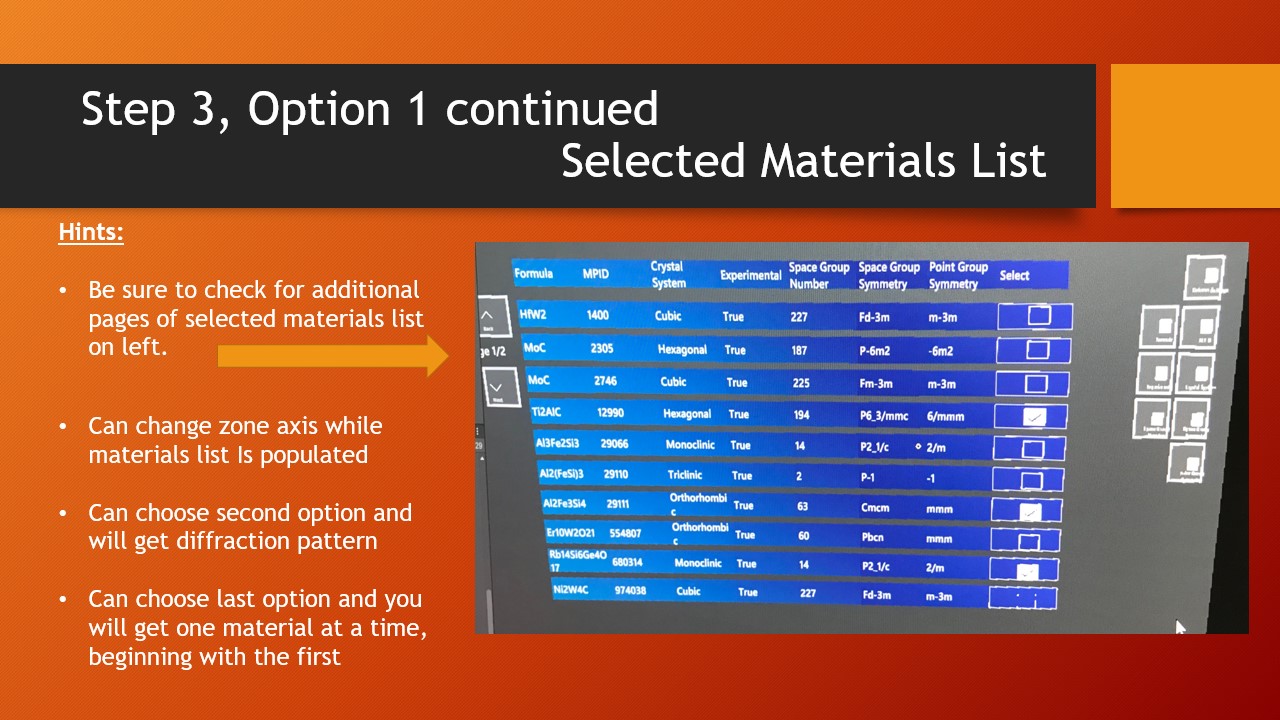 Step 3, Option 1 continued
Selected Materials List
Hints:
• Be sure to check for additional
pages of selected materials list
on left.
• Can change zone axis while
materials list Is populated
• Can choose second option and
will get diffraction pattern
• Can choose last option and you
will get one material at a time,
beginning with the first
Formula MPID Crystal System Experimental Space Group Number Space Group Symmetry Point Group Symmetry Select
HfW2 1400 Cubic True 227 Fd-3m m-3m
ge 1/2
MoC 2305 Hexagonal True 187 P-6m2 -6m2
MoC 2746 Cubic True 225 Fm-3m m-3m
Ti2AlC 12990 Hexagonal True 194 P6_3/mmc 6/mmm
Al3Fe2Si3 29066 Monoclinic True 14 P2_1/c 2/m
29
Al2(FeSi)3 29110 Triclinic True 2 P-1 -1
Al2Fe3Si4 29111 Orthorhombi c True 63 Cmcm mmm
Er10W2O21 554807 Orthorhombi c True 60 Pbcn mmm
Rb14Si6Ge4O 17 680314 Monoclinic True 14 P2_1/c 2/m
Ni2W4C 974038 Cubic True 227 Fd-3m m-3m